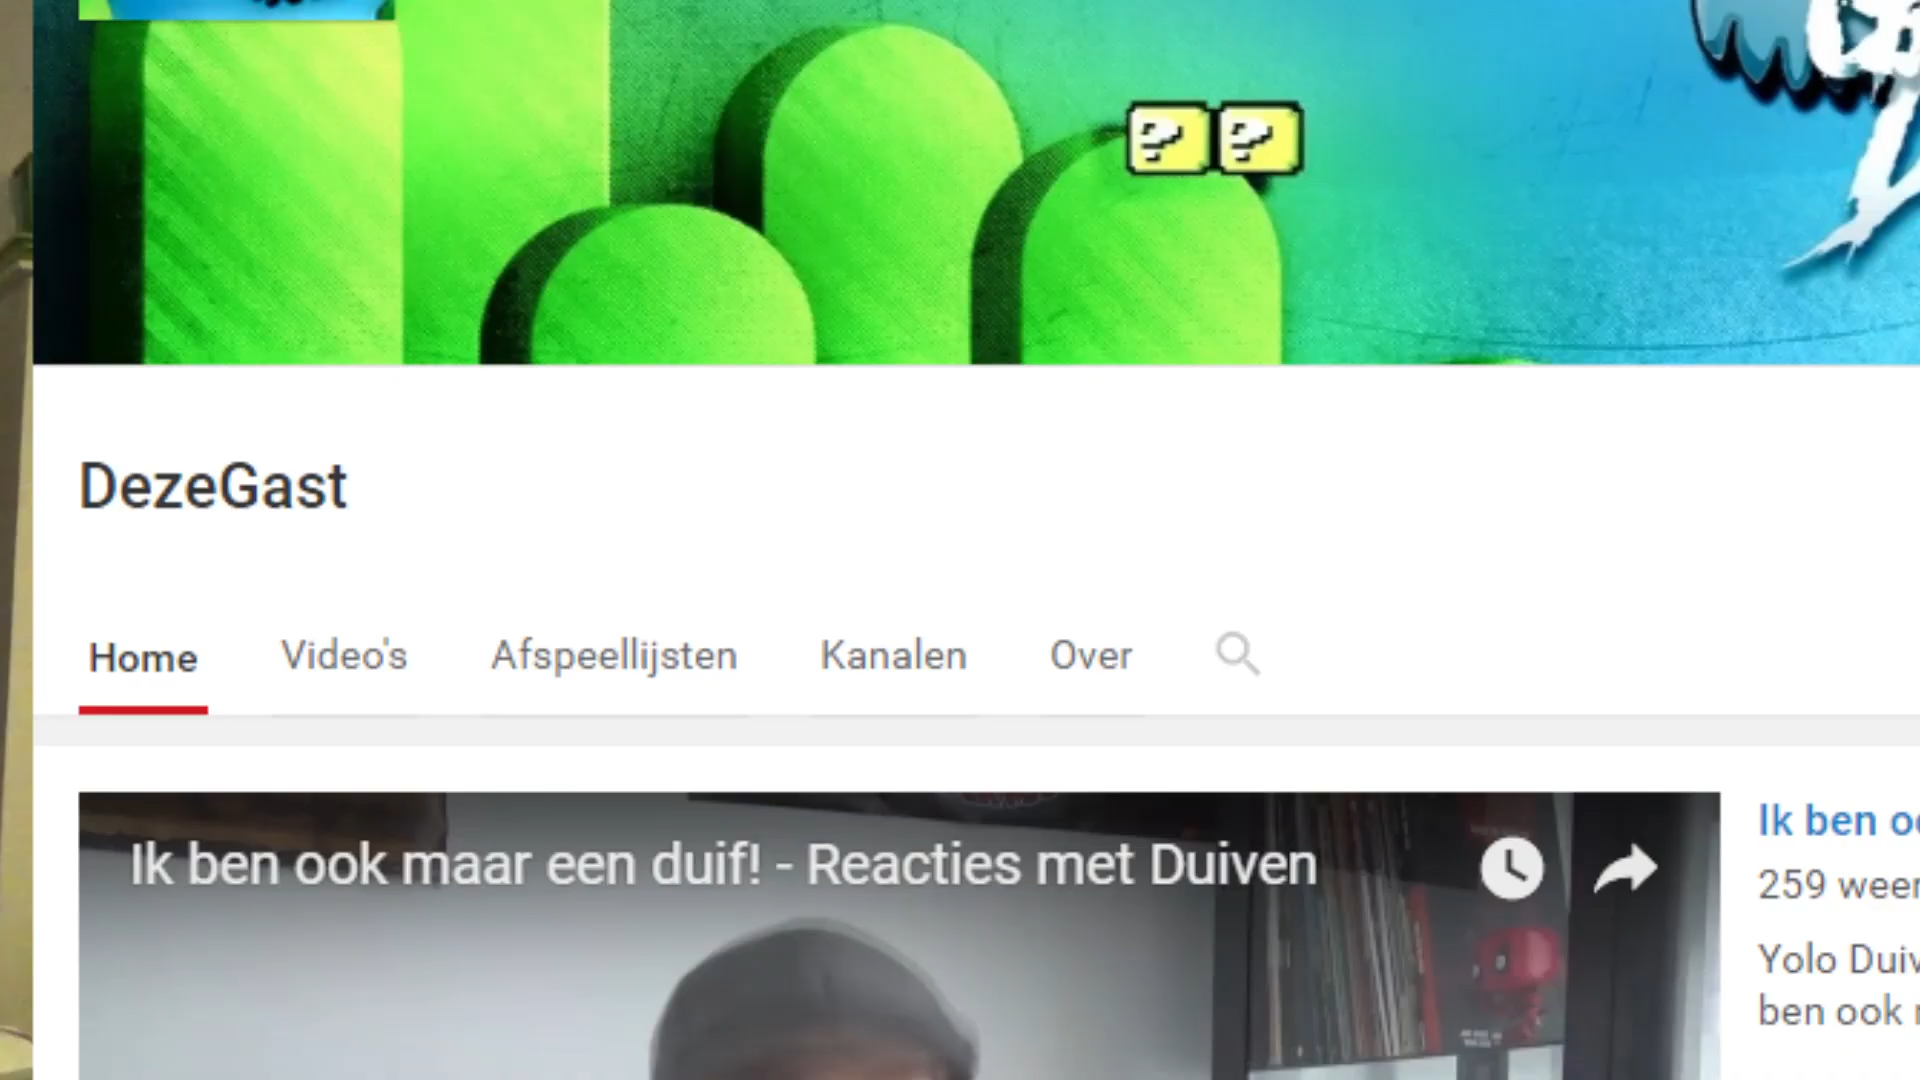 DezeGast
Home Video's Afspeellijsten Kanalen Over
Ik ben ook maar een duif! - Reacties met Duiven
Ik ben
259
Yolo
ben ook